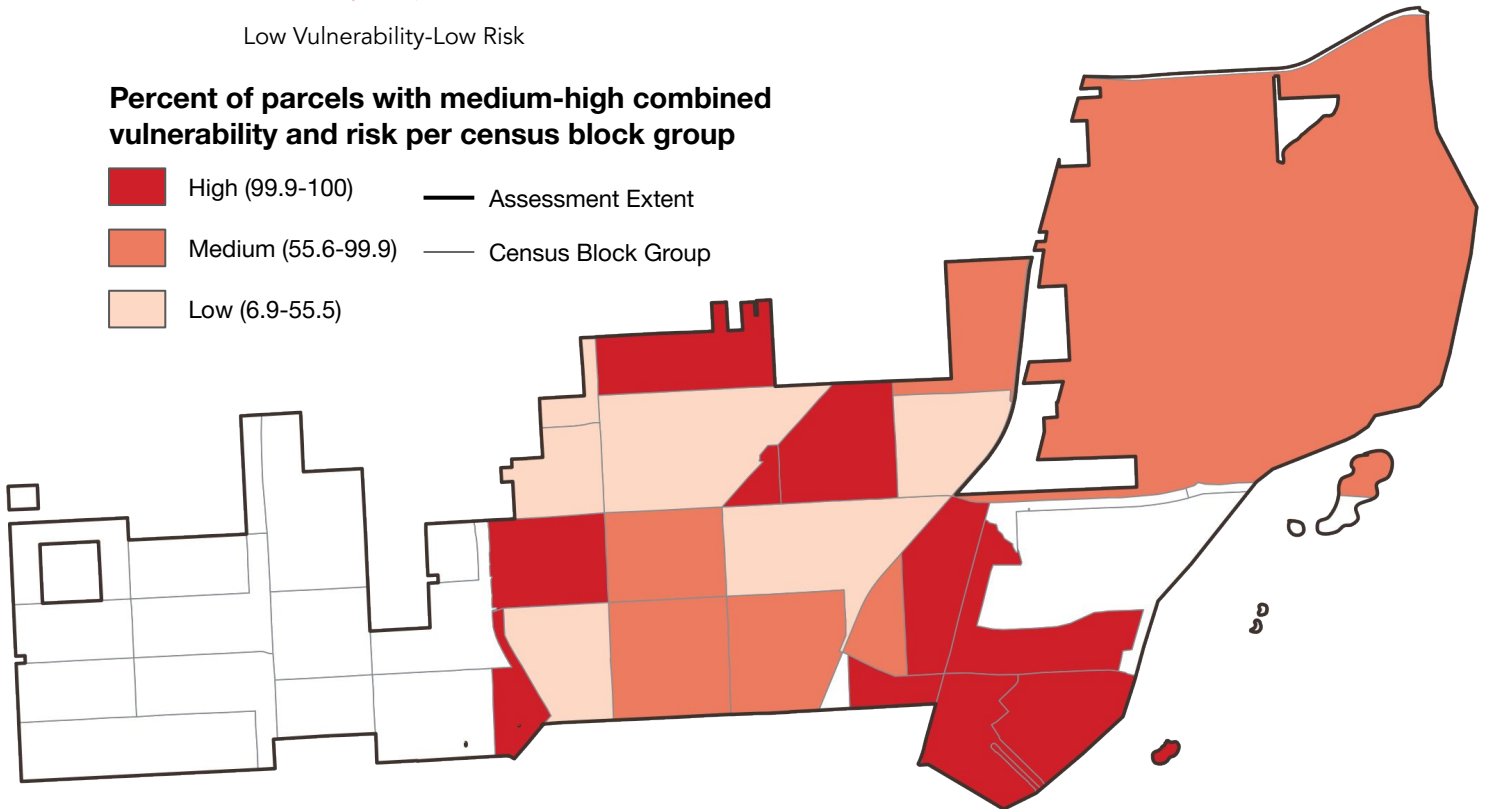 Low Vulnerability-Low Risk
Percent of parcels with medium-high combined
vulnerability and risk per census block group
High (99.9-100)
Assessment Extent
Medium (55.6-99.9)
Census Block Group
Low (6.9-55.5)